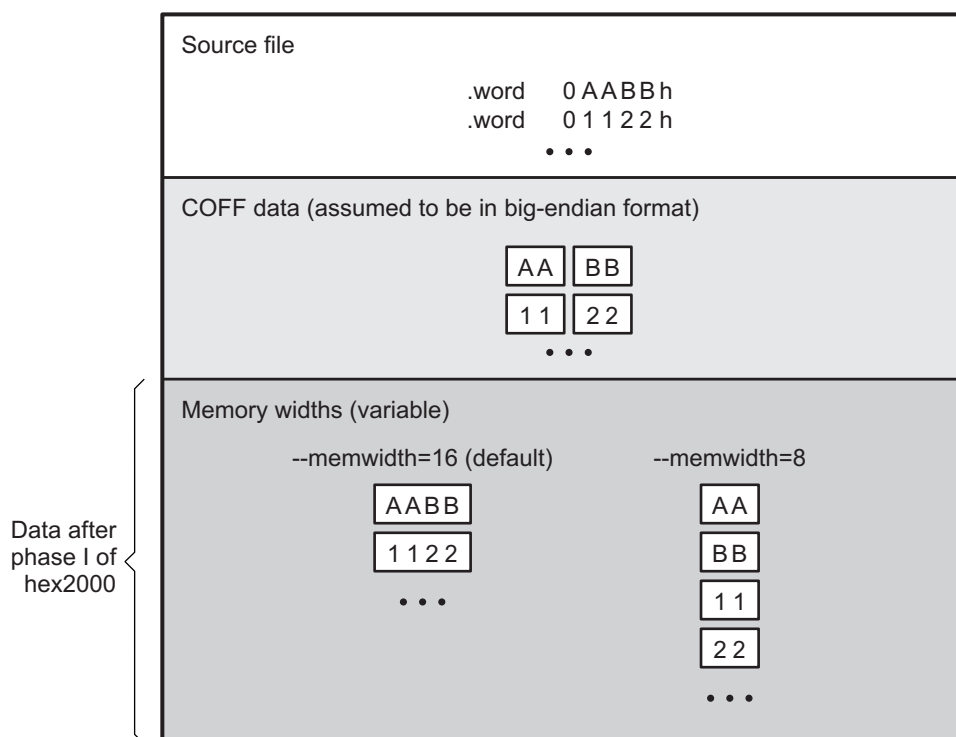 Source file
.word 0AABBh
.word 01122h
• • •
COFF data (assumed to be in big-endian format)
AA BB
11 22
• • •
Memory widths (variable)
--memwidth=16 (default) --memwidth=8
AABB AA
1122 BB
• • • 11
22
• • •
Data after
phase I of
hex2000